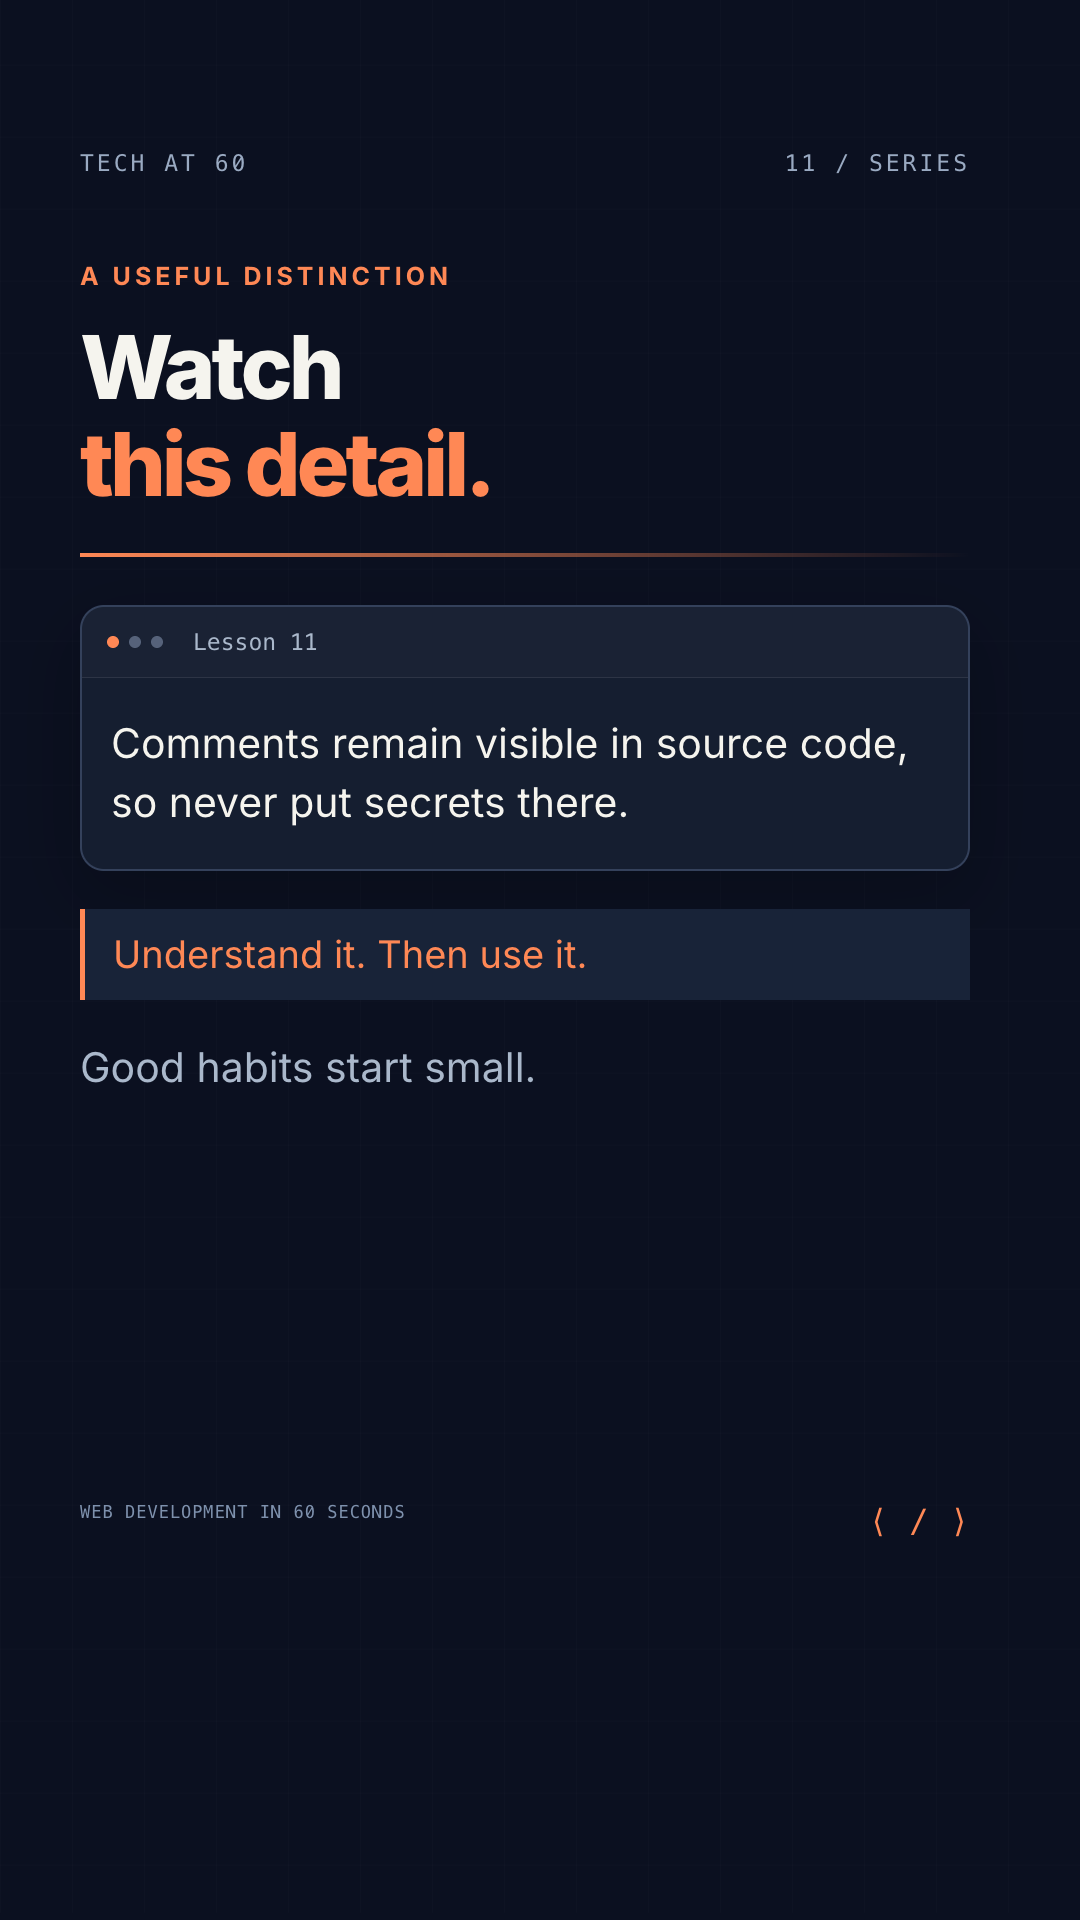 TECH AT 60
11 / SERIES
A USEFUL DISTINCTION
Watch
this detail.
Lesson 11
Comments remain visible in source code,
so never put secrets there.
Understand it. Then use it.
Good habits start small.
WEB DEVELOPMENT IN 60 SECONDS
⟨ / ⟩